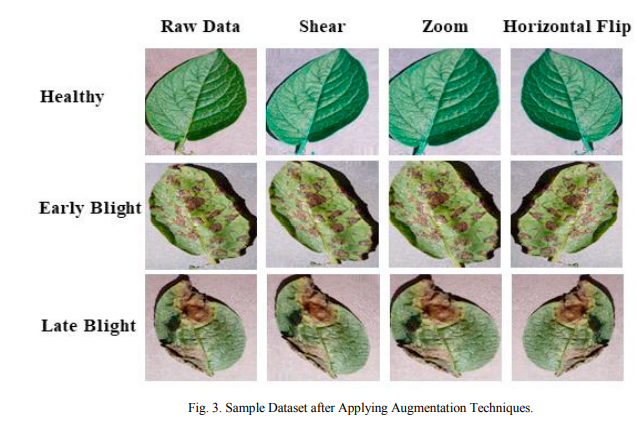 Raw Data Shear Zoom Horizontal Flip
Healthy
Early Blight
Late Blight
Fig. 3. Sample Dataset after Applying Augmentation Techniques.